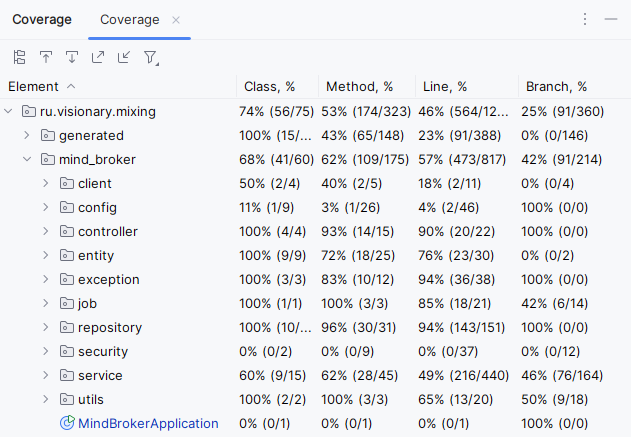 Coverage Coverage
Element Class, % Method, % Line, % Branch, %
ru.visionary.mixing 74% (56/75) 53% (174/323) 46% (564/12... 25% (91/360)
generated 100% (15/... 43% (65/148) 23% (91/388) 0% (0/146)
mind_broker 68% (41/60) 62% (109/175) 57% (473/817) 42% (91/214)
client 50% (2/4) 40% (2/5) 18% (2/11) 0% (0/4)
config 11% (1/9) 3% (1/26) 4% (2/46) 100% (0/0)
controller 100% (4/4) 93% (14/15) 90% (20/22) 100% (0/0)
entity 100% (9/9) 72% (18/25) 76% (23/30) 0% (0/2)
exception 100% (3/3) 83% (10/12) 94% (36/38) 100% (0/0)
job 100% (1/1) 100% (3/3) 85% (18/21) 42% (6/14)
repository 100% (10/... 96% (30/31) 94% (143/151) 100% (0/0)
security 0% (0/2) 0% (0/9) 0% (0/37) 0% (0/12)
service 60% (9/15) 62% (28/45) 49% (216/440) 46% (76/164)
utils 100% (2/2) 100% (3/3) 65% (13/20) 50% (9/18)
MindBrokerApplication 0% (0/1) 0% (0/1) 0% (0/1) 100% (0/0)